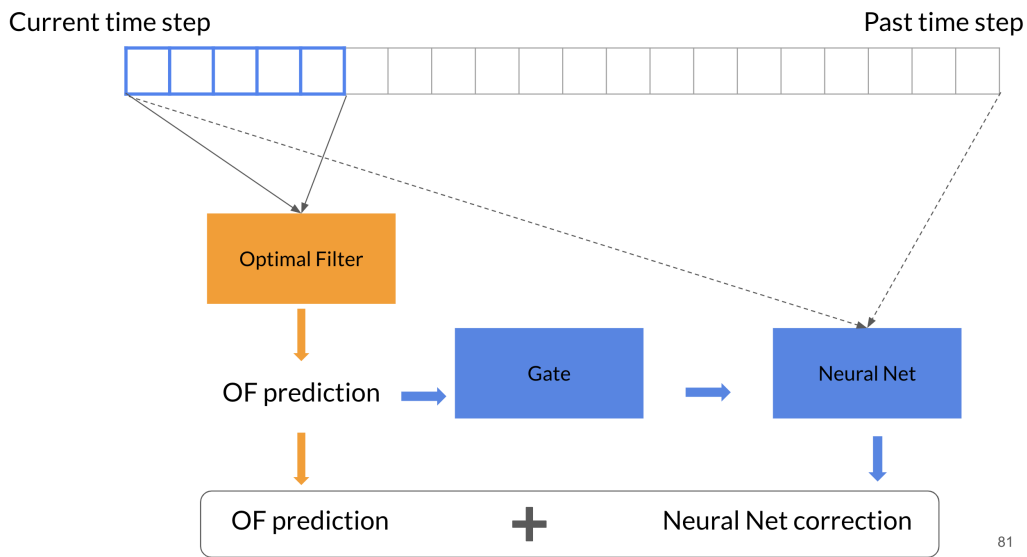 Current time step
Past time step
Optimal Filter
OF prediction
Gate
Neural Net
OF prediction
+
Neural Net correction
81